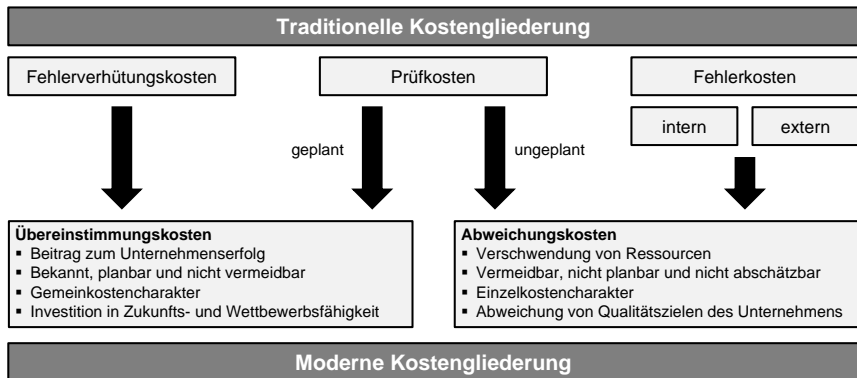 Traditionelle Kostengliederung
Fehlerverhütungskosten
Prüfkosten
Fehlerkosten
intern
extern
geplant
ungeplant
Übereinstimmungskosten
▪ Beitrag zum Unternehmenserfolg
▪ Bekannt, planbar und nicht vermeidbar
▪ Gemeinkostencharakter
▪ Investition in Zukunfts- und Wettbewerbsfähigkeit
Abweichungskosten
▪ Verschwendung von Ressourcen
▪ Vermeidbar, nicht planbar und nicht abschätzbar
▪ Einzelkostencharakter
▪ Abweichung von Qualitätszielen des Unternehmens
Moderne Kostengliederung